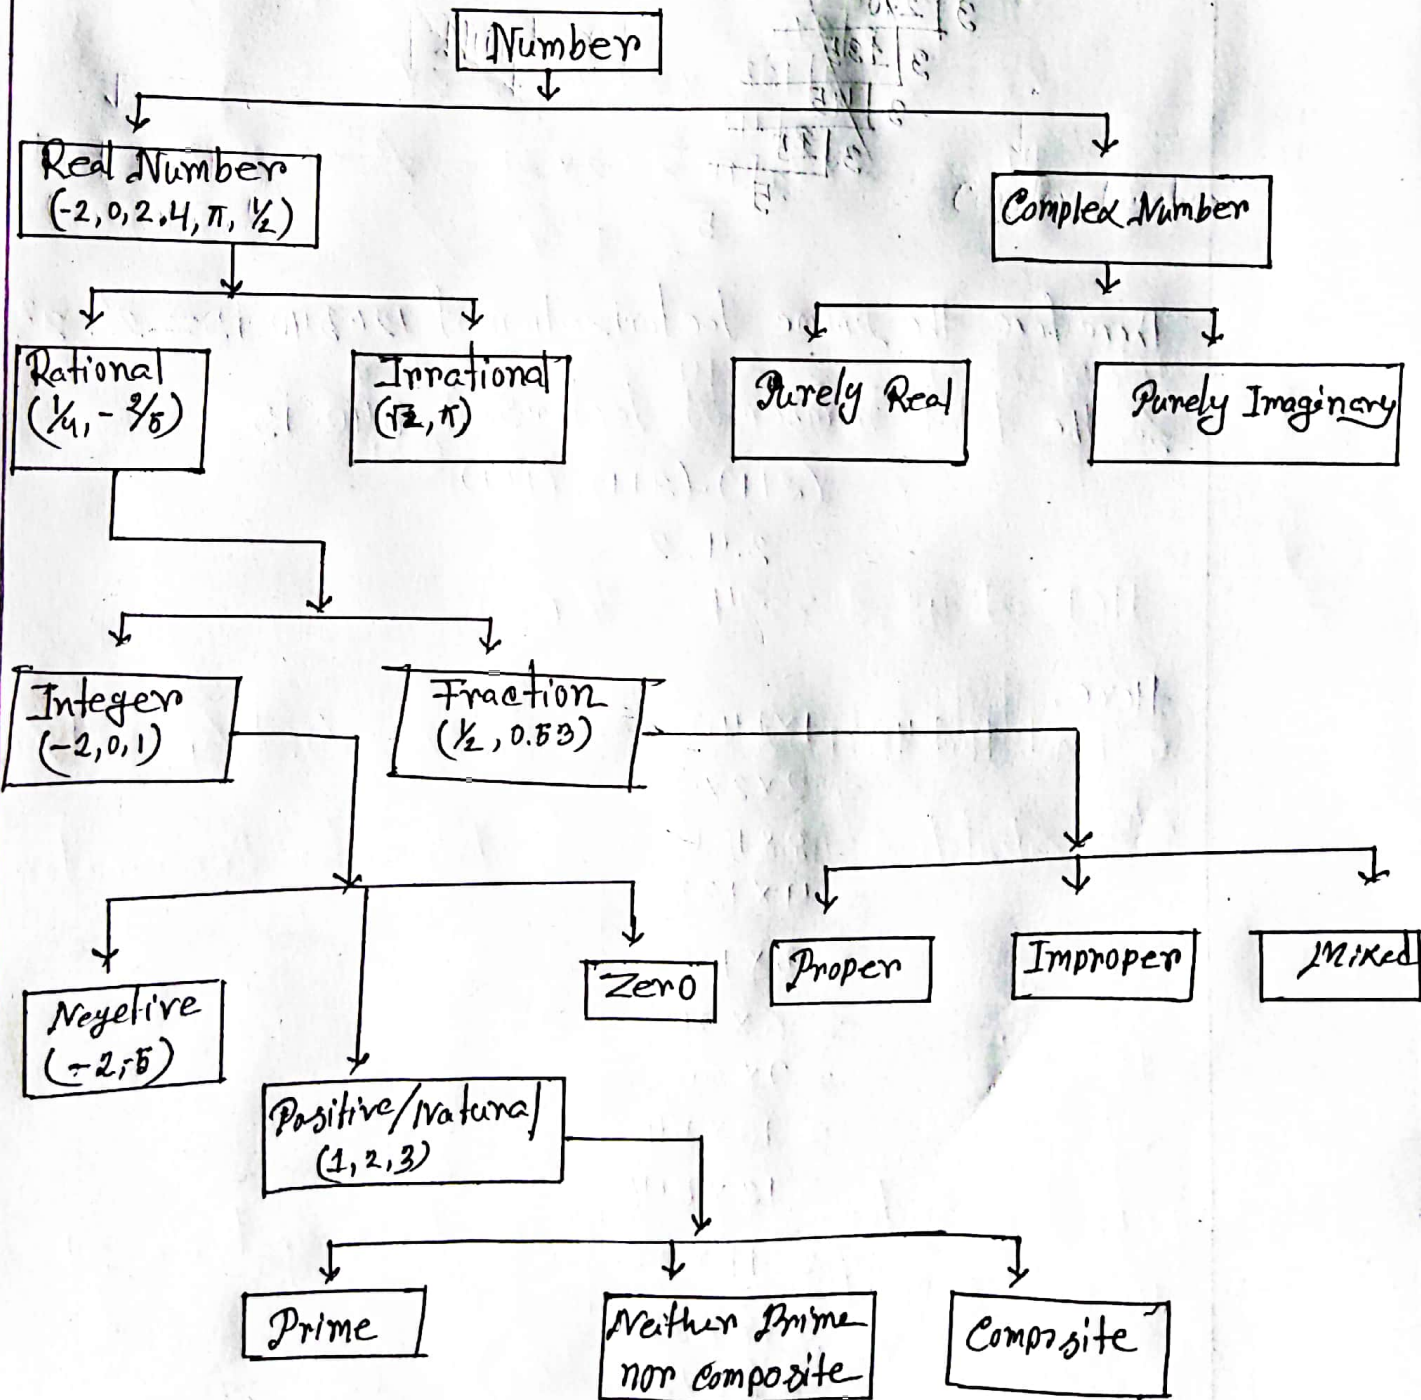 Number
Real Number
(-2, 0, 2.4, π, 1/2)
Complex Number
Rational
(1/4, - 2/5)
Irrational
(√2, π)
Purely Real
Purely Imaginary
Integer
(-2, 0, 1)
Fraction
(1/2, 0.53)
Negetive
(-2,-5)
Zero
Proper
Improper
Mixed
Positive/Natural
(1, 2, 3)
Prime
Neither Prime
nor composite
Composite